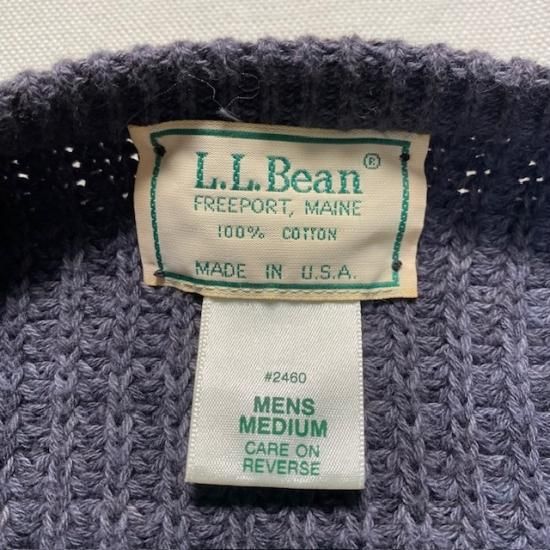 L.L.Bean®
FREEPORT, MAINE
100% COTTON
MADE IN U.S.A.
#2460
MENS
MEDIUM
CARE ON
REVERSE